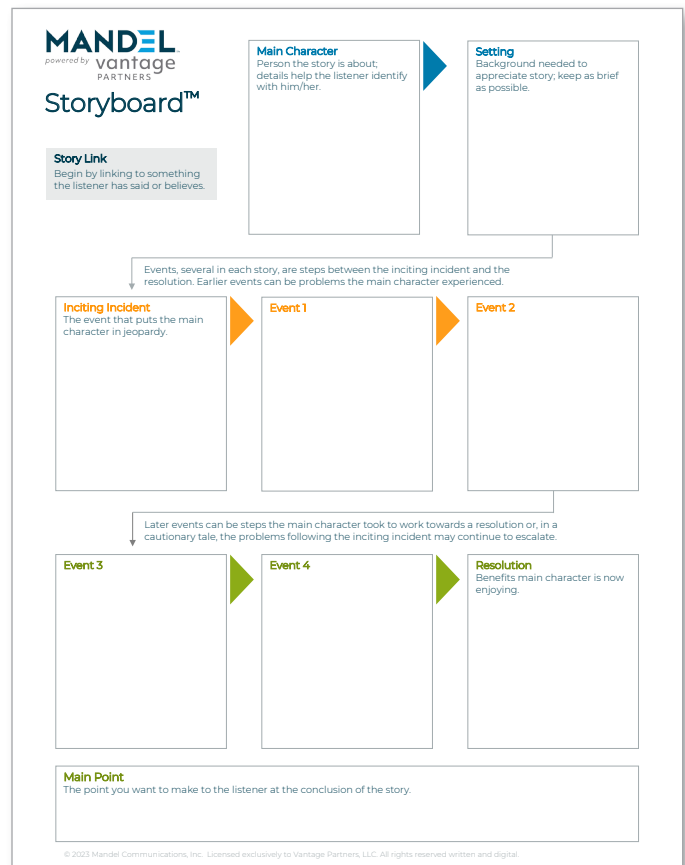 MANDEL™
powered by vantage
PARTNERS
Storyboard™
Story Link
Begin by linking to something
the listener has said or believes.
Main Character
Person the story is about;
details help the listener identify
with him/her.
Setting
Background needed to
appreciate story; keep as brief
as possible.
Events, several in each story, are steps between the inciting incident and the
resolution. Earlier events can be problems the main character experienced.
Inciting Incident
The event that puts the main
character in jeopardy.
Event 1
Event 2
Later events can be steps the main character took to work towards a resolution or, in a
cautionary tale, the problems following the inciting incident may continue to escalate.
Event 3
Event 4
Resolution
Benefits main character is now
enjoying.
Main Point
The point you want to make to the listener at the conclusion of the story.
© 2023 Mandel Communications, Inc. Licensed exclusively to Vantage Partners, LLC. All rights reserved written and digital.